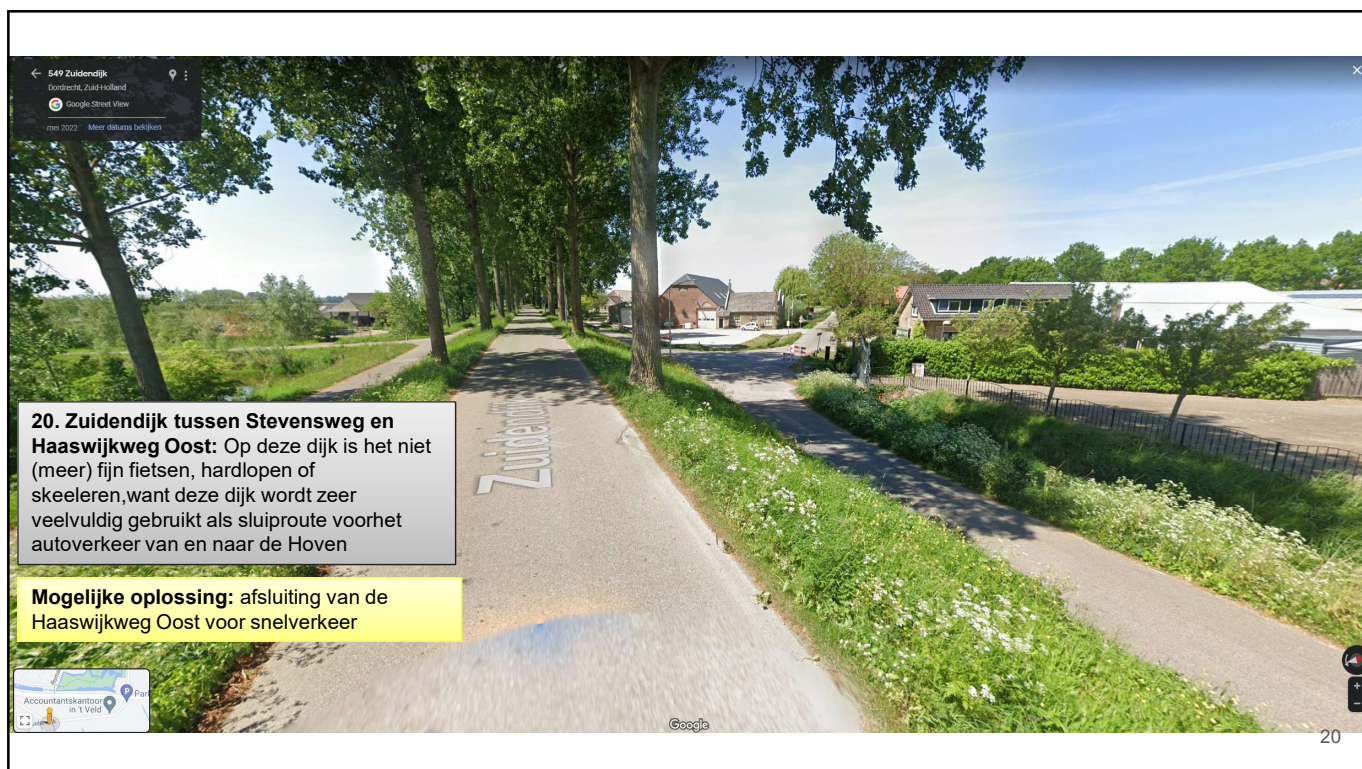 549 Zuidendijk
Dordrecht, Zuid-Holland
Google Street View
mei 2022 Meer datums bekijken
Zuidendijk
20. Zuidendijk tussen Stevensweg en
Haaswijkweg Oost: Op deze dijk is het niet
(meer) fijn fietsen, hardlopen of
skeeleren,want deze dijk wordt zeer
veelvuldig gebruikt als sluiproute voorhet
autoverkeer van en naar de Hoven
Mogelijke oplossing: afsluiting van de
Haaswijkweg Oost voor snelverkeer
P Par
Accountantskantoor
in 't Veld
Google
20